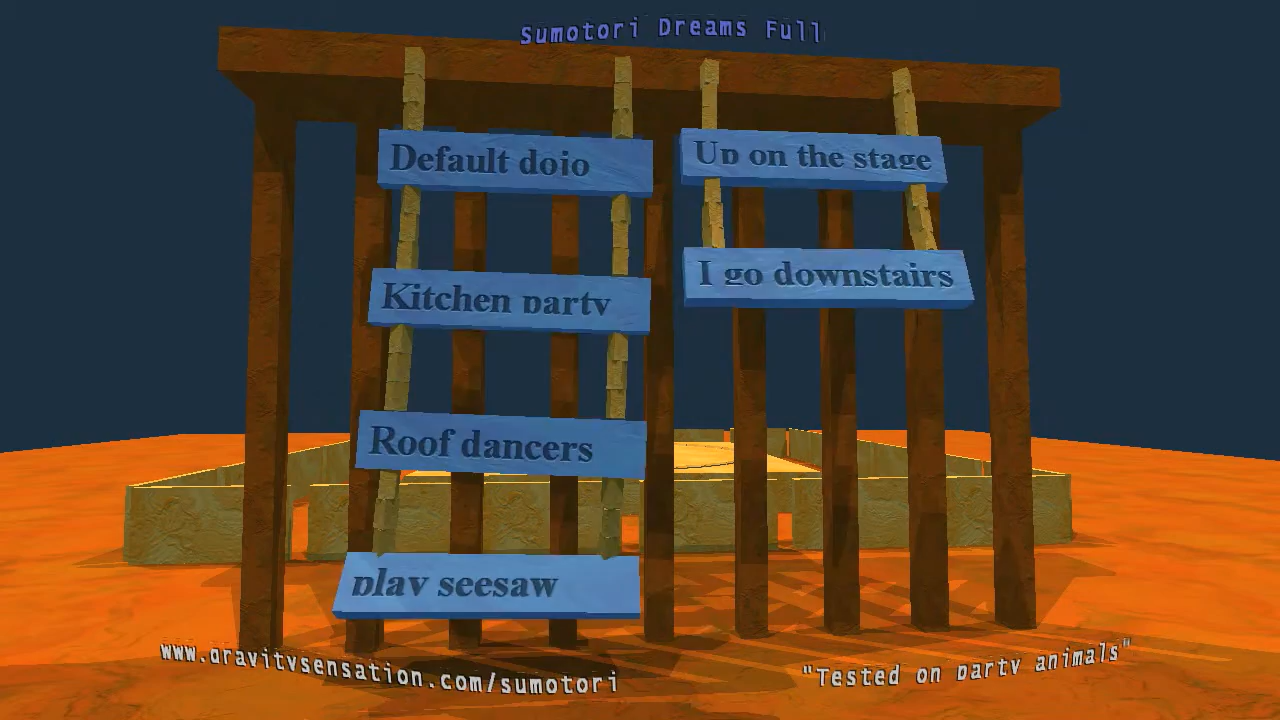 Sumotori Dreams Full
Default dojo
Up on the stage
Kitchen party
I go downstairs
Roof dancers
play seesaw
www.gravitysensation.com/sumotori
"Tested on party animals"